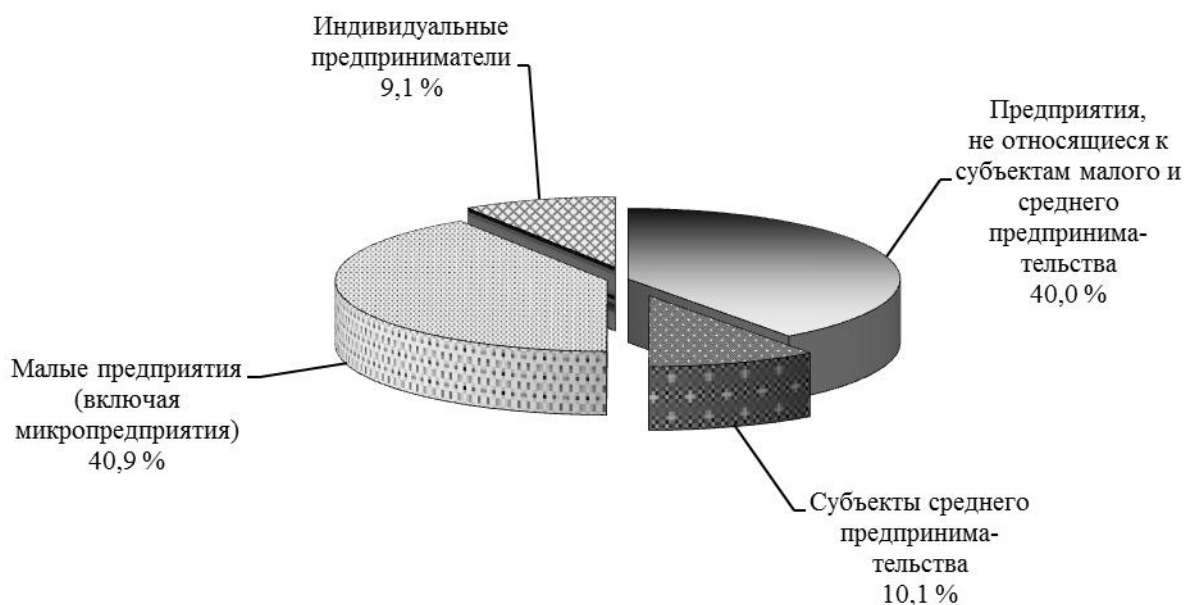 Индивидуальные
предприниматели
9,1 %
Предприятия,
не относящиеся к
субъектам малого и
среднего
предпринима-
тельства
40,0 %
Малые предприятия
(включая
микропредприятия)
40,9 %
Субъекты среднего
предпринима-
тельства
10,1 %